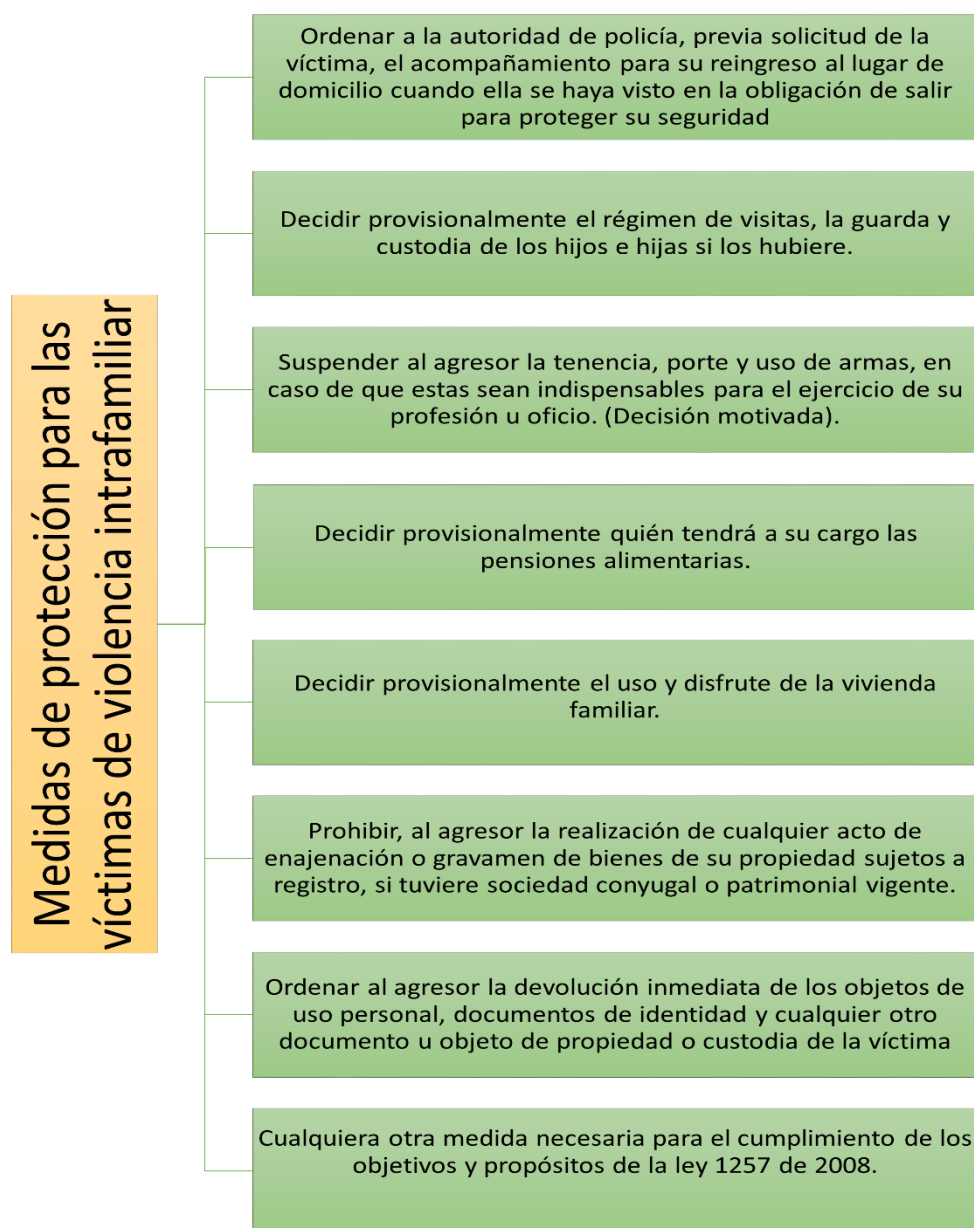 Medidas de protección para las
víctimas de violencia intrafamiliar
Ordenar a la autoridad de policía, previa solicitud de la
víctima, el acompañamiento para su reingreso al lugar de
domicilio cuando ella se haya visto en la obligación de salir
para proteger su seguridad
Decidir provisionalmente el régimen de visitas, la guarda y
custodia de los hijos e hijas si los hubiere.
Suspender al agresor la tenencia, porte y uso de armas, en
caso de que estas sean indispensables para el ejercicio de su
profesión u oficio. (Decisión motivada).
Decidir provisionalmente quién tendrá a su cargo las
pensiones alimentarias.
Decidir provisionalmente el uso y disfrute de la vivienda
familiar.
Prohibir, al agresor la realización de cualquier acto de
enajenación o gravamen de bienes de su propiedad sujetos a
registro, si tuviere sociedad conyugal o patrimonial vigente.
Ordenar al agresor la devolución inmediata de los objetos de
uso personal, documentos de identidad y cualquier otro
documento u objeto de propiedad o custodia de la víctima
Cualquiera otra medida necesaria para el cumplimiento de los
objetivos y propósitos de la ley 1257 de 2008.